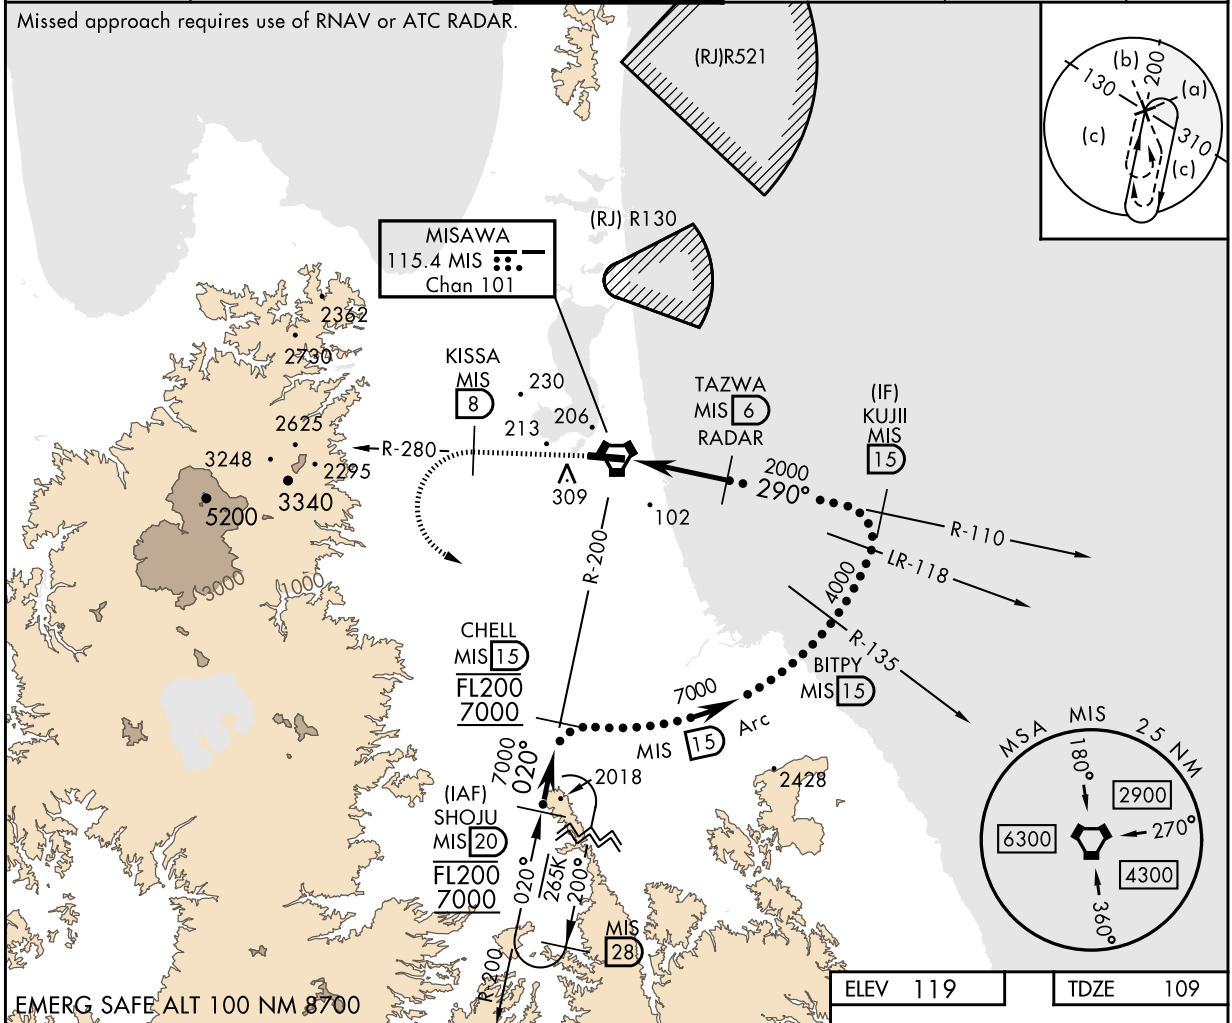 Missed approach requires use of RNAV or ATC RADAR.
(RJ)R521
(b)
200
130
(a)
(c)
310
(c)
(RJ) R130
MISAWA
115.4 MIS
Chan 101
2362
2730
KISSA
MIS
8
230
206
213
TAZWA
MIS 6
RADAR
(IF)
KUJII
MIS
15
2625
3248
2295
3340
5200
R-280
309
102
2000
290°
R-110
LR-118
R-200
4000
3000
1000
R-135
CHELL
MIS 15
FL200
7000
BITPY
MIS 15
7000
Arc
MIS 15
7000
020°
2018
2428
(IAF)
SHOJU
MIS 20
FL200
7000
020°
265K
200°
MIS
28
R-200
MSA MIS 25 NM
180°
2900
270°
6300
4300
360°
EMERG SAFE ALT 100 NM 8700
ELEV 119
TDZE 109